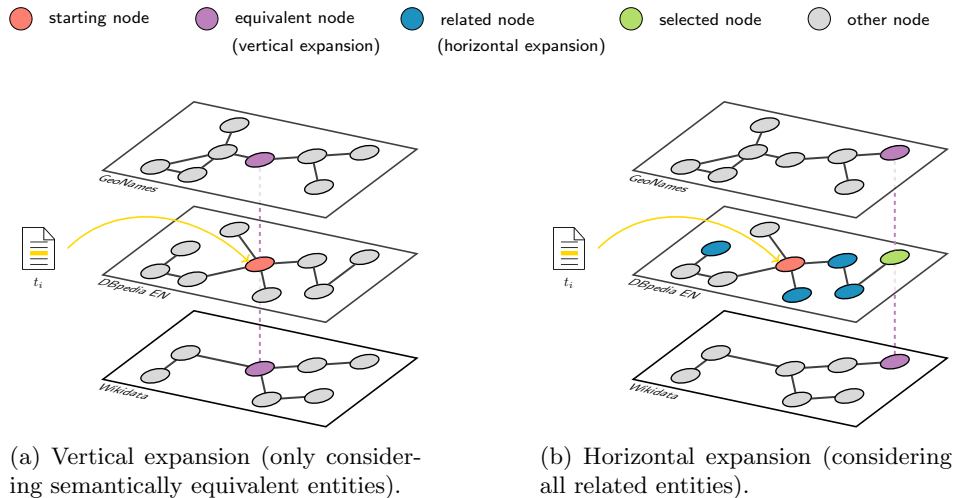 starting node
equivalent node
(vertical expansion)
related node
(horizontal expansion)
selected node
other node
GeoNames
t_i
DBpedia EN
Wikidata
GeoNames
t_i
DBpedia EN
Wikidata
(a) Vertical expansion (only consider-
ing semantically equivalent entities).
(b) Horizontal expansion (considering
all related entities).